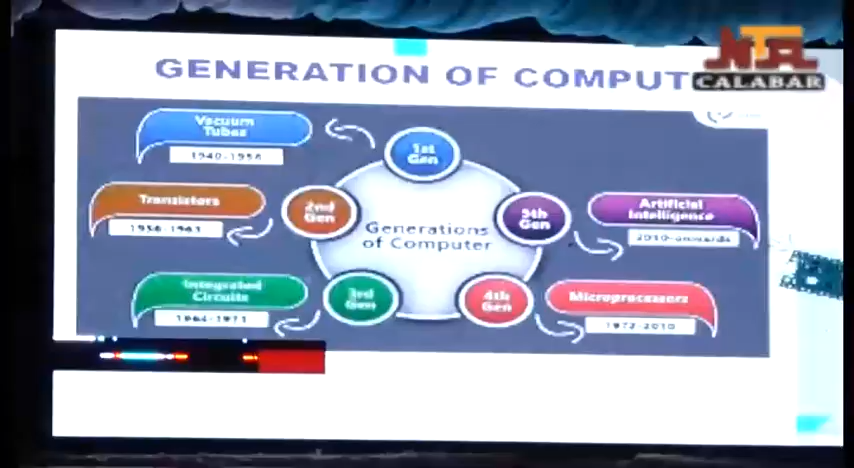 GENERATION OF COMPUT
NTA
CALABAR
Vacuum
Tubes
1940-1956
1st
Gen
Transistors
1956-1963
2nd
Gen
Generations
of Computer
5th
Gen
Artificial
Intelligence
2010-onwards
Integrated
Circuits
1964-1971
3rd
Gen
4th
Gen
Microprocessors
1972-2010